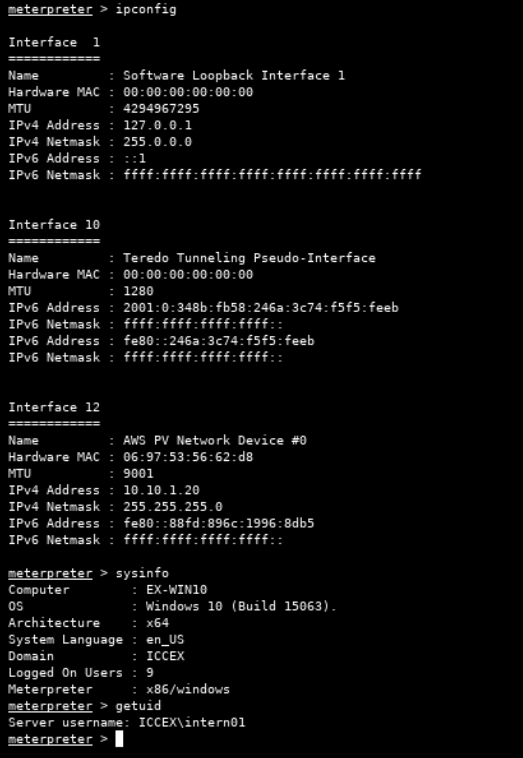 meterpreter > ipconfig
Interface  1
============
Name         : Software Loopback Interface 1
Hardware MAC : 00:00:00:00:00:00
MTU          : 4294967295
IPv4 Address : 127.0.0.1
IPv4 Netmask : 255.0.0.0
IPv6 Address : ::1
IPv6 Netmask : ffff:ffff:ffff:ffff:ffff:ffff:ffff:ffff
Interface 10
============
Name         : Teredo Tunneling Pseudo-Interface
Hardware MAC : 00:00:00:00:00:00
MTU          : 1280
IPv6 Address : 2001:0:348b:fb58:246a:3c74:f5f5:feeb
IPv6 Netmask : ffff:ffff:ffff:ffff::
IPv6 Address : fe80::246a:3c74:f5f5:feeb
IPv6 Netmask : ffff:ffff:ffff:ffff::
Interface 12
============
Name         : AWS PV Network Device #0
Hardware MAC : 06:97:53:56:62:d8
MTU          : 9001
IPv4 Address : 10.10.1.20
IPv4 Netmask : 255.255.255.0
IPv6 Address : fe80::88fd:896c:1996:8db5
IPv6 Netmask : ffff:ffff:ffff:ffff::
meterpreter > sysinfo
Computer        : EX-WIN10
OS              : Windows 10 (Build 15063).
Architecture    : x64
System Language : en_US
Domain          : ICCEX
Logged On Users : 9
Meterpreter     : x86/windows
meterpreter > getuid
Server username: ICCEX\intern01
meterpreter >